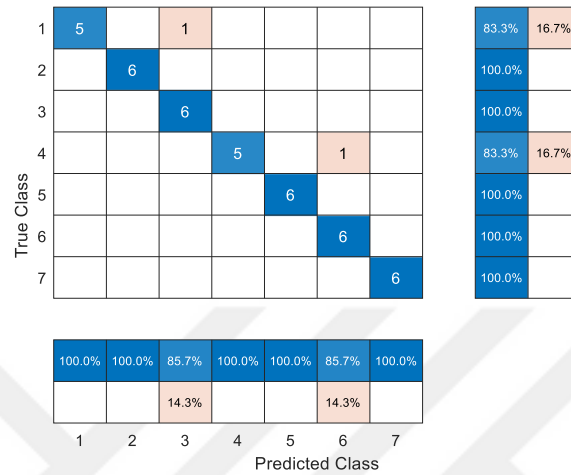 1 5 1 83.3% 16.7%
2 6 100.0%
3 6 100.0%
4 5 1 83.3% 16.7%
5 6 100.0%
6 6 100.0%
7 6 100.0%
True Class
100.0% 100.0% 85.7% 100.0% 100.0% 85.7% 100.0%
14.3% 14.3%
1 2 3 4 5 6 7
Predicted Class